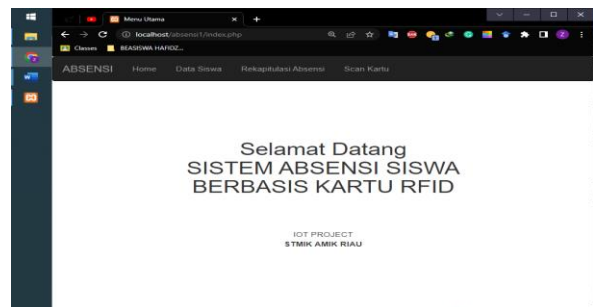 Menu Utama
localhost/absensi1/index.php
Classes BEASISWA HAFIDZ...
ABSENSI Home Data Siswa Rekapitulasi Absensi Scan Kartu
Selamat Datang
SISTEM ABSENSI SISWA
BERBASIS KARTU RFID
IOT PROJECT
STMIK AMIK RIAU